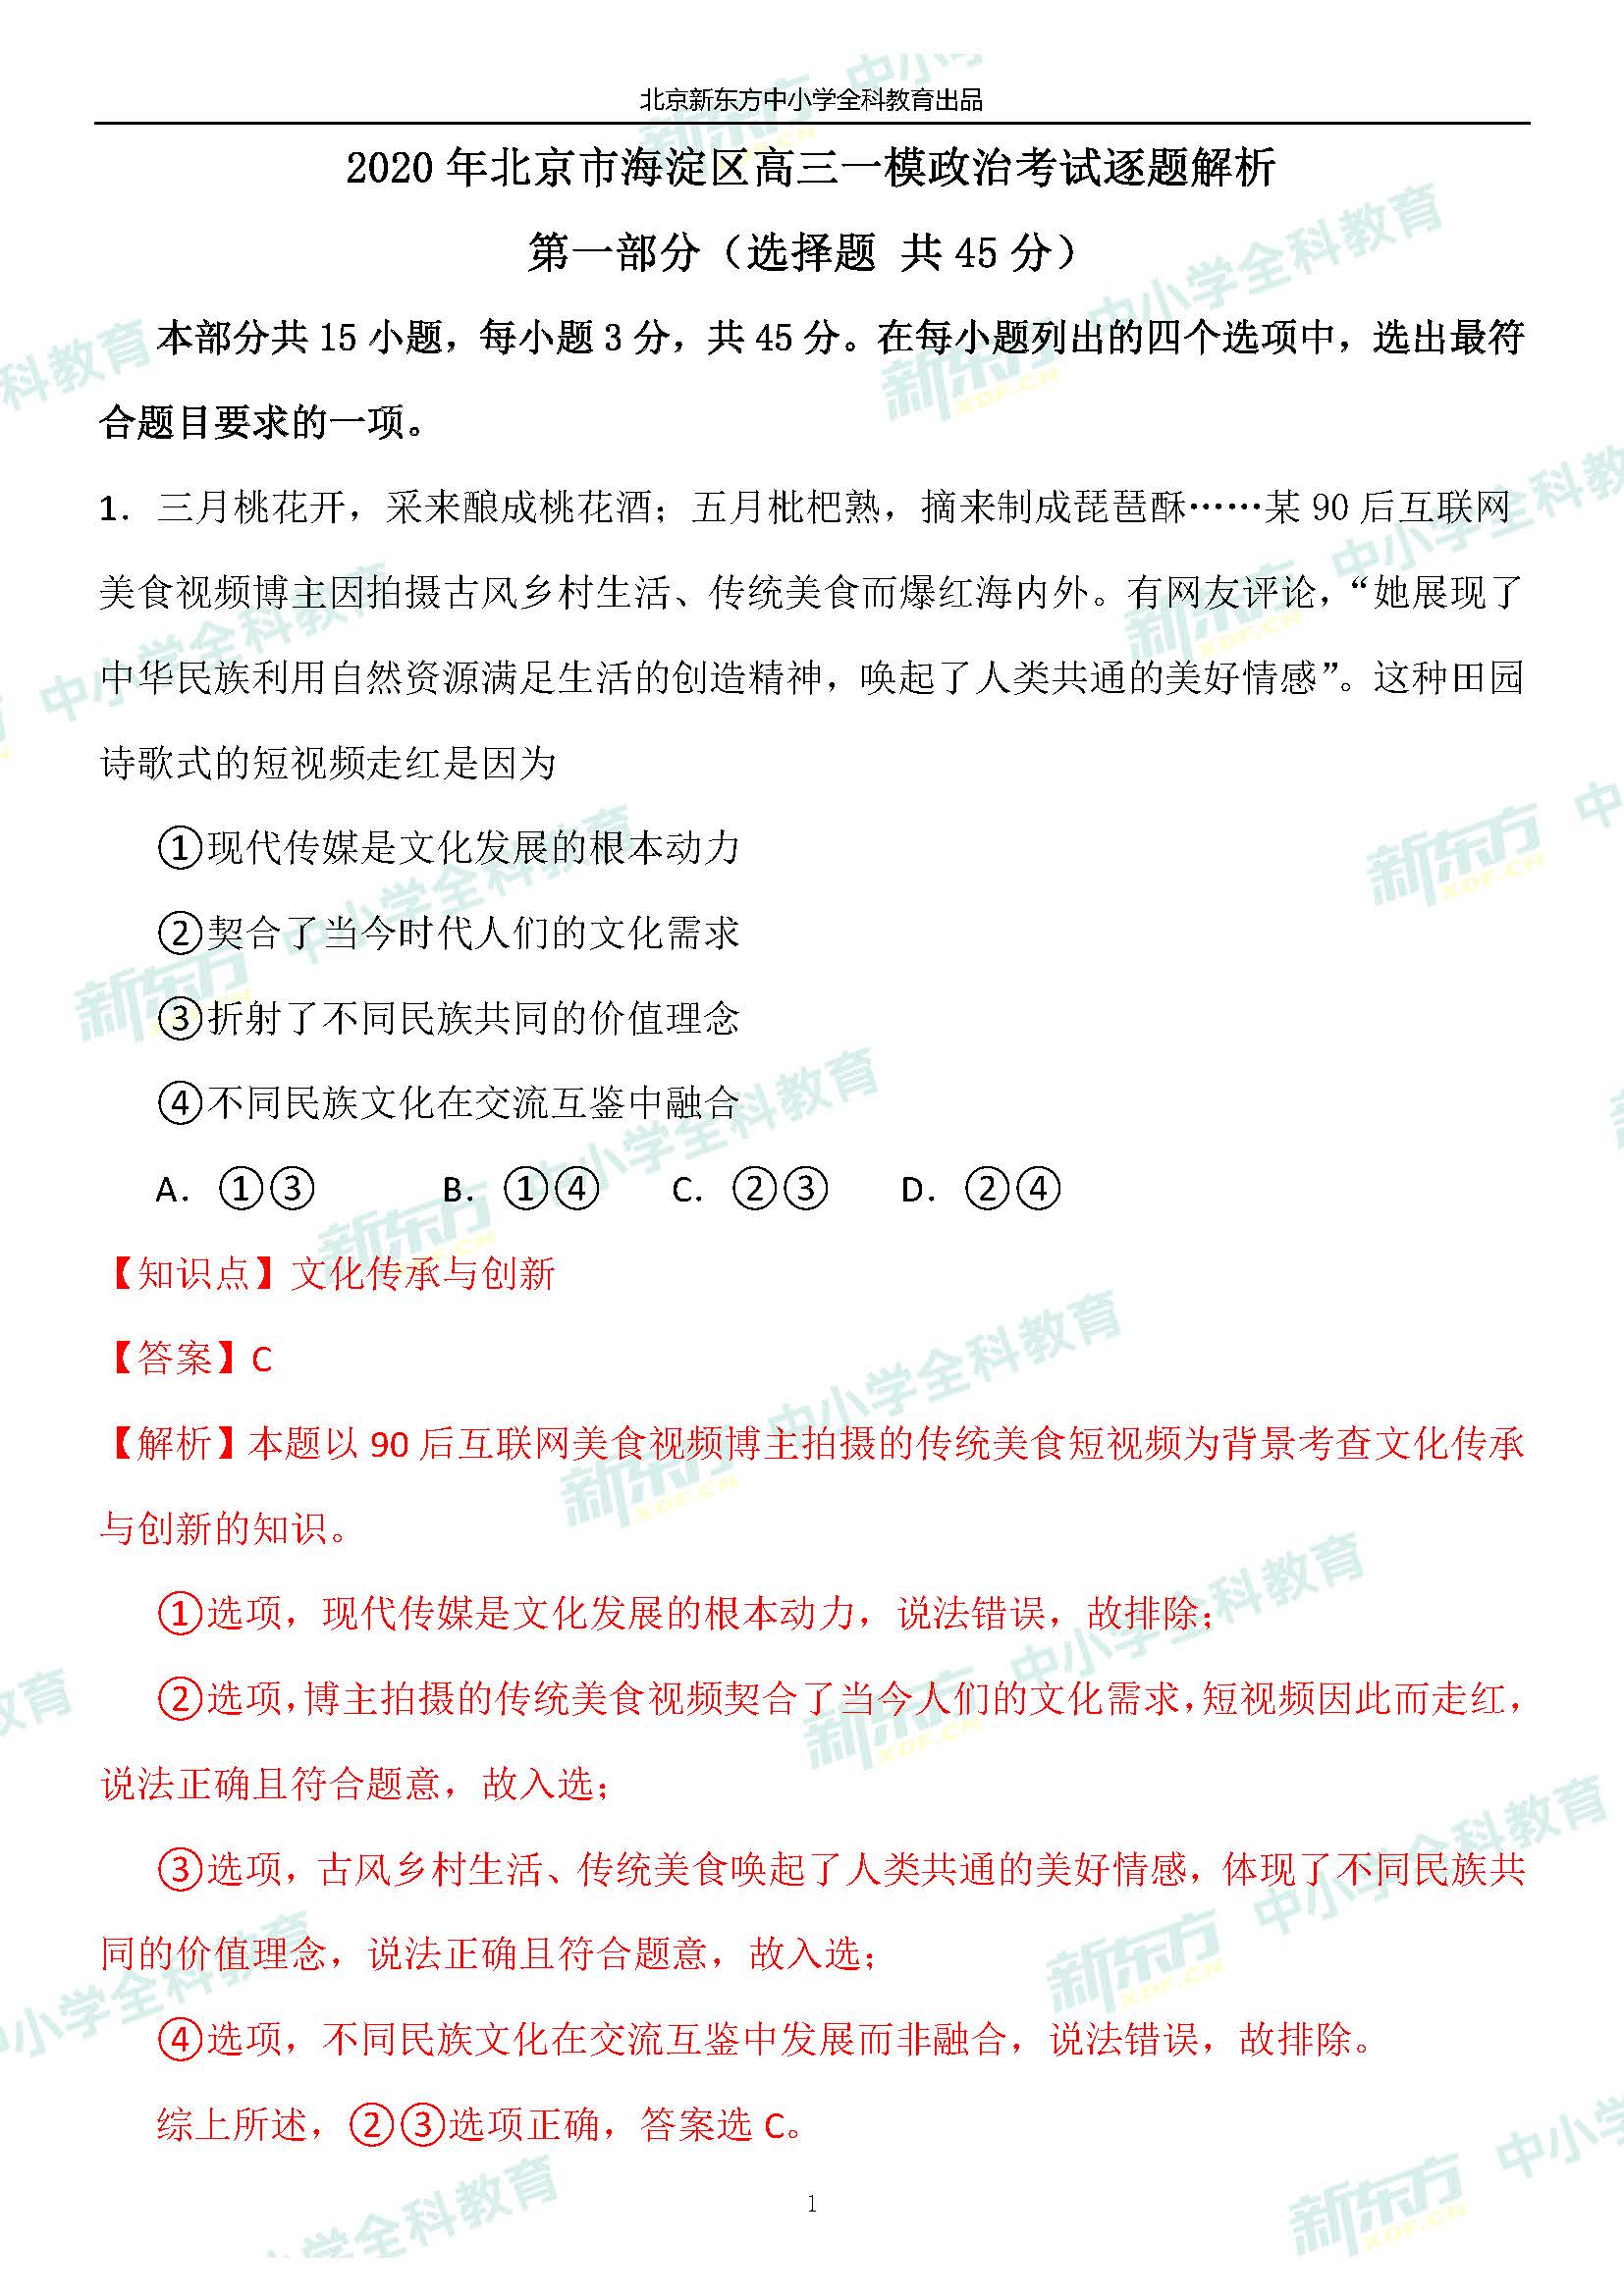 北京新东方中小学全科教育出品
2020 年北京市海淀区高三一模政治考试逐题解析
第一部分（选择题 共 45 分）
本部分共 15 小题，每小题 3 分，共 45 分。在每小题列出的四个选项中，选出最符
合题目要求的一项。
1．三月桃花开，采来酿成桃花酒；五月枇杷熟，摘来制成琵琶酥……某 90 后互联网
美食视频博主因拍摄古风乡村生活、传统美食而爆红海内外。有网友评论，“她展现了
中华民族利用自然资源满足生活的创造精神，唤起了人类共通的美好情感”。这种田园
诗歌式的短视频走红是因为
①现代传媒是文化发展的根本动力
②契合了当今时代人们的文化需求
③折射了不同民族共同的价值理念
④不同民族文化在交流互鉴中融合
A．①③ B．①④ C．②③ D．②④
【知识点】文化传承与创新
【答案】C
【解析】本题以 90 后互联网美食视频博主拍摄的传统美食短视频为背景考查文化传承
与创新的知识。
①选项，现代传媒是文化发展的根本动力，说法错误，故排除；
②选项，博主拍摄的传统美食视频契合了当今人们的文化需求，短视频因此而走红，
说法正确且符合题意，故入选；
③选项，古风乡村生活、传统美食唤起了人类共通的美好情感，体现了不同民族共
同的价值理念，说法正确且符合题意，故入选；
④选项，不同民族文化在交流互鉴中发展而非融合，说法错误，故排除。
综上所述，②③选项正确，答案选 C。
1
新东方 XDF.CN 中小学全科教育